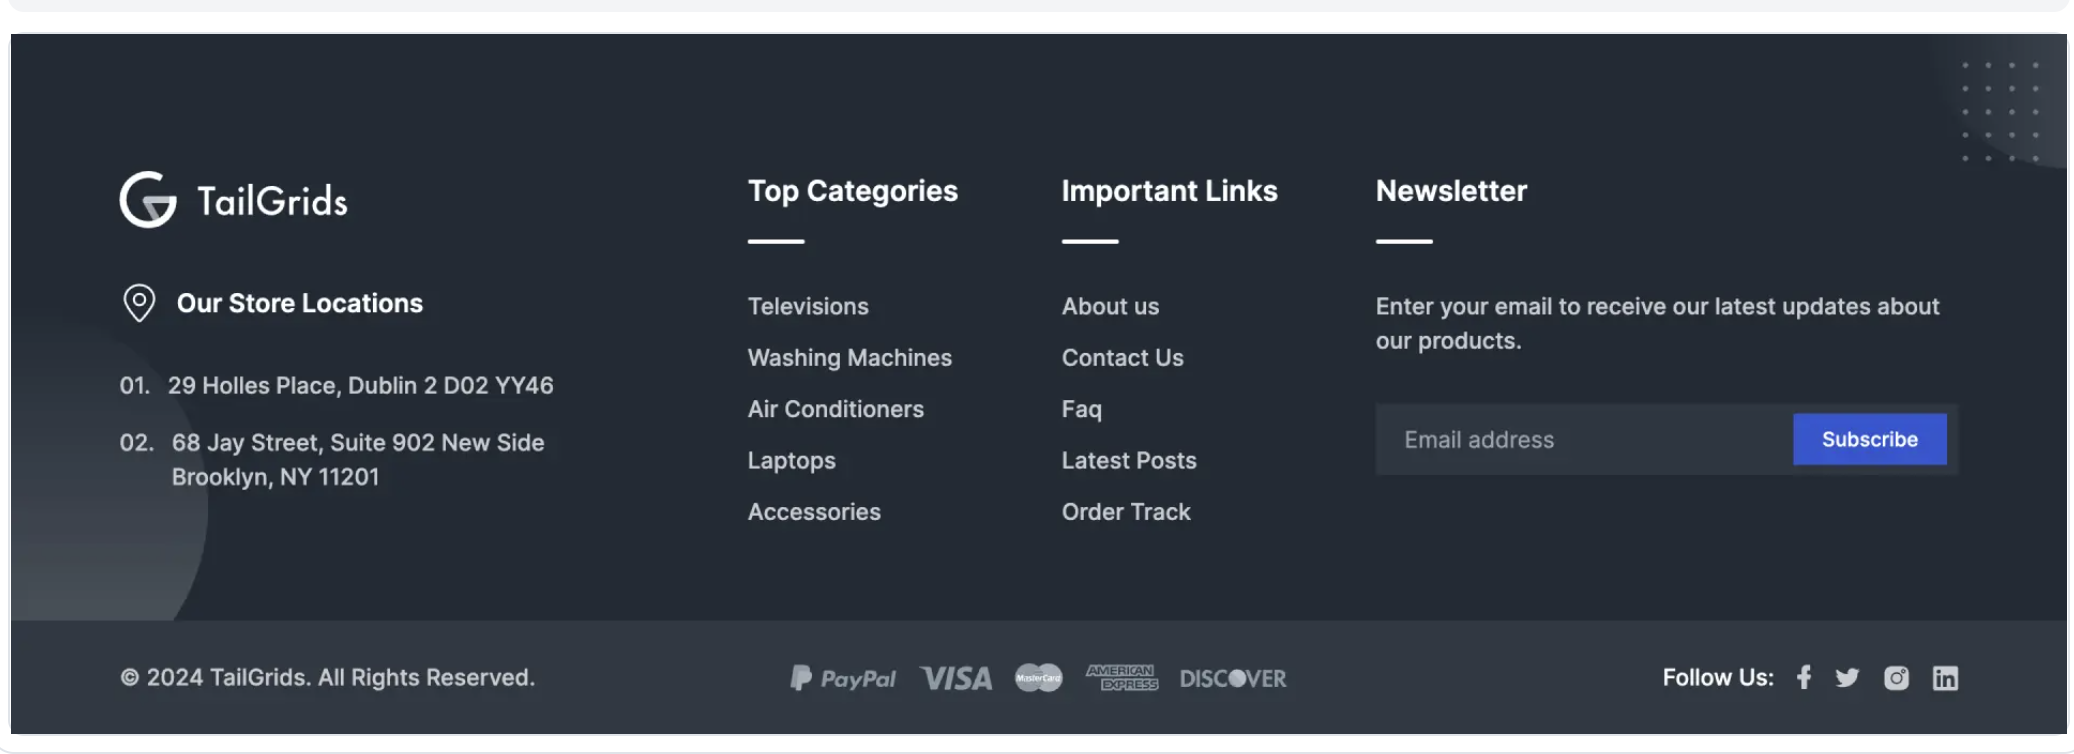 TailGrids
Our Store Locations
01. 29 Holles Place, Dublin 2 D02 YY46
02. 68 Jay Street, Suite 902 New Side
Brooklyn, NY 11201
Top Categories
Televisions
Washing Machines
Air Conditioners
Laptops
Accessories
Important Links
About us
Contact Us
Faq
Latest Posts
Order Track
Newsletter
Enter your email to receive our latest updates about
our products.
Email address
Subscribe
© 2024 TailGrids. All Rights Reserved.
PayPal
VISA
MasterCard
AMERICAN
EXPRESS
DISCOVER
Follow Us: